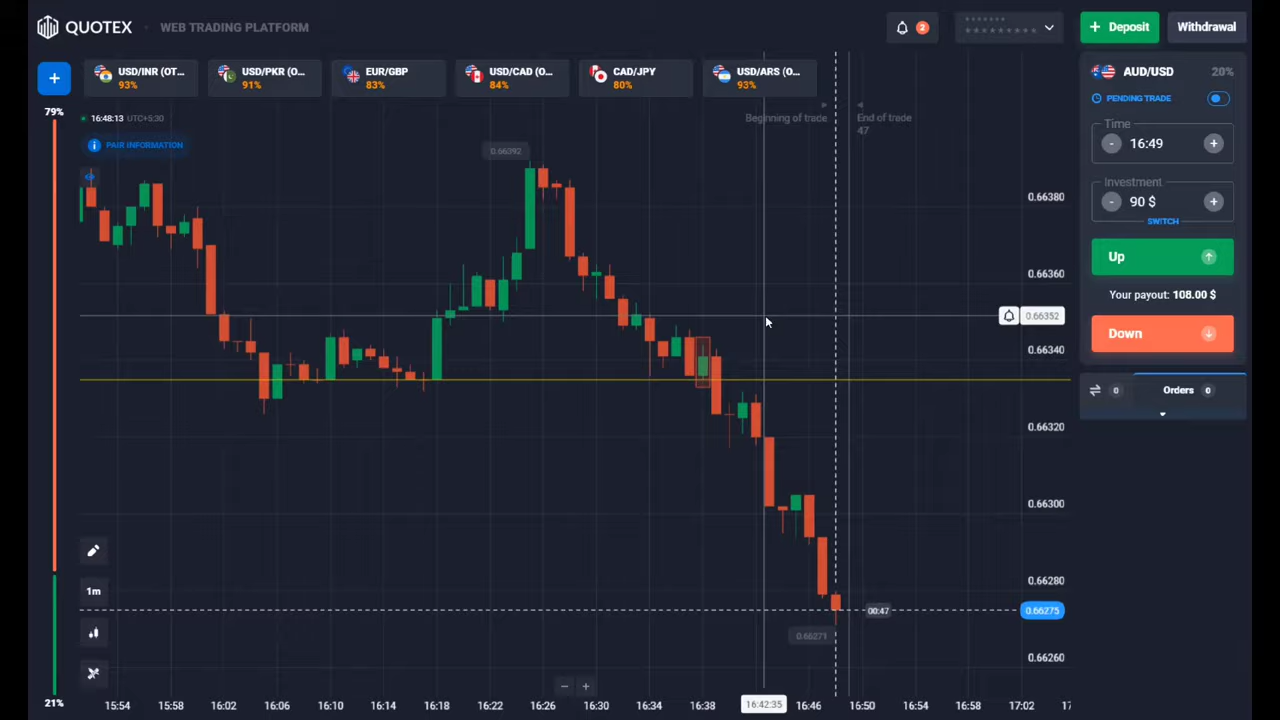 QUOTEX
WEB TRADING PLATFORM
2
Deposit
Withdrawal
USD/INR (OT...
93%
USD/PKR (O...
91%
EUR/GBP
83%
USD/CAD (O...
84%
CAD/JPY
80%
USD/ARS (O...
93%
AUD/USD
20%
PENDING TRADE
79%
16:48:13 UTC+5:30
PAIR INFORMATION
Beginning of trade
End of trade
47
Time
- 16:49 +
Investment
- 90 $ +
SWITCH
Up
Your payout: 108.00 $
Down
0
Orders 0
0.66392
0.66380
0.66360
0.66352
0.66340
0.66320
0.66300
0.66280
00:47
0.66275
0.66271
0.66260
1m
- +
21%
15:54
15:58
16:02
16:06
16:10
16:14
16:18
16:22
16:26
16:30
16:34
16:38
16:42:35
16:46
16:50
16:54
16:58
17:02
17